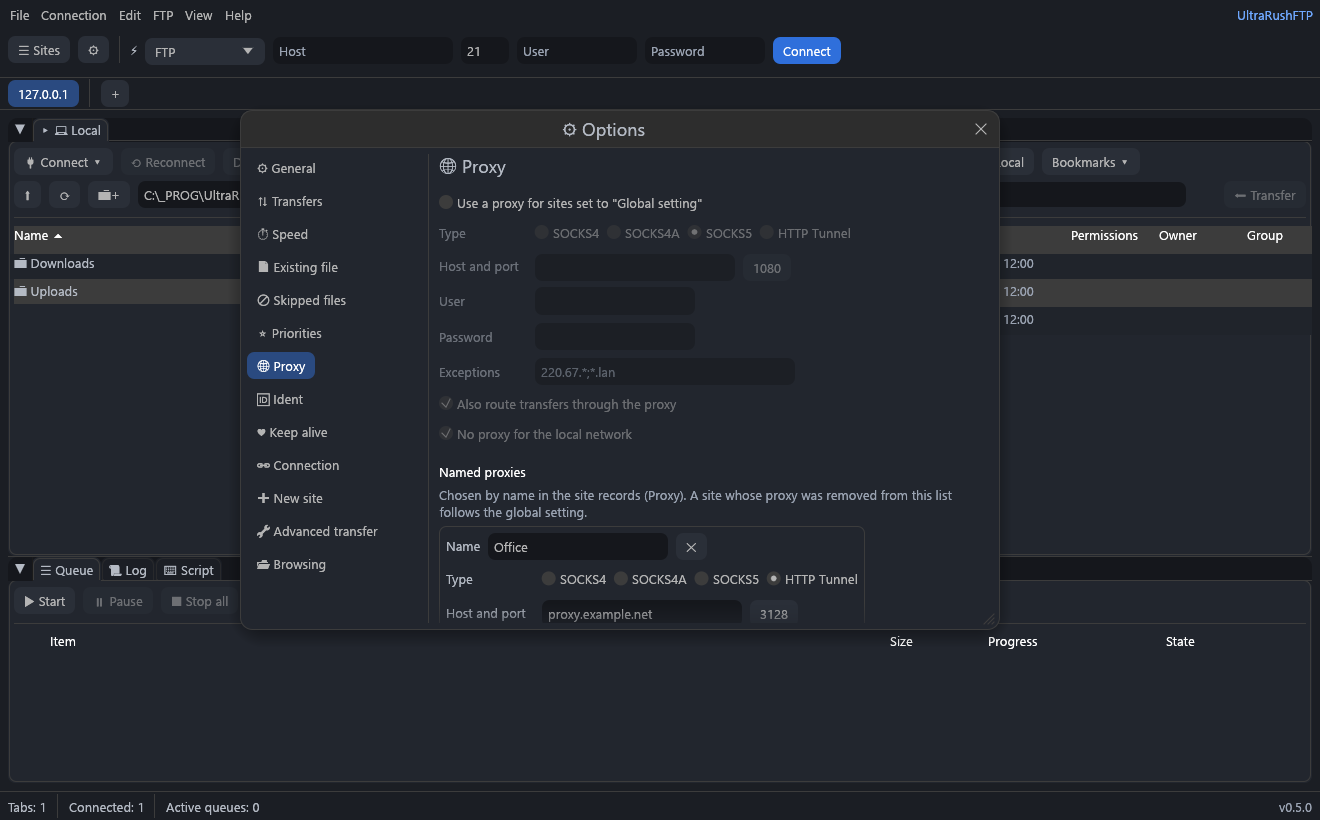 File Connection Edit FTP View Help UltraRushFTP
Sites FTP Host 21 User Password Connect
127.0.0.1 +
Local
Options
Connect Reconnect D ocal Bookmarks
C:\_PROG\UltraR Transfer
Name Permissions Owner Group
Downloads 12:00
Uploads 12:00
12:00
General
Transfers
Speed
Existing file
Skipped files
Priorities
Proxy
Ident
Keep alive
Connection
New site
Advanced transfer
Browsing
Proxy
Use a proxy for sites set to "Global setting"
Type SOCKS4 SOCKS4A SOCKS5 HTTP Tunnel
Host and port 1080
User
Password
Exceptions 220.67.*;*.lan
Also route transfers through the proxy
No proxy for the local network
Named proxies
Chosen by name in the site records (Proxy). A site whose proxy was removed from this list
follows the global setting.
Name Office
Type SOCKS4 SOCKS4A SOCKS5 HTTP Tunnel
Host and port proxy.example.net 3128
Queue Log Script
Start Pause Stop all
Item Size Progress State
Tabs: 1 Connected: 1 Active queues: 0 v0.5.0